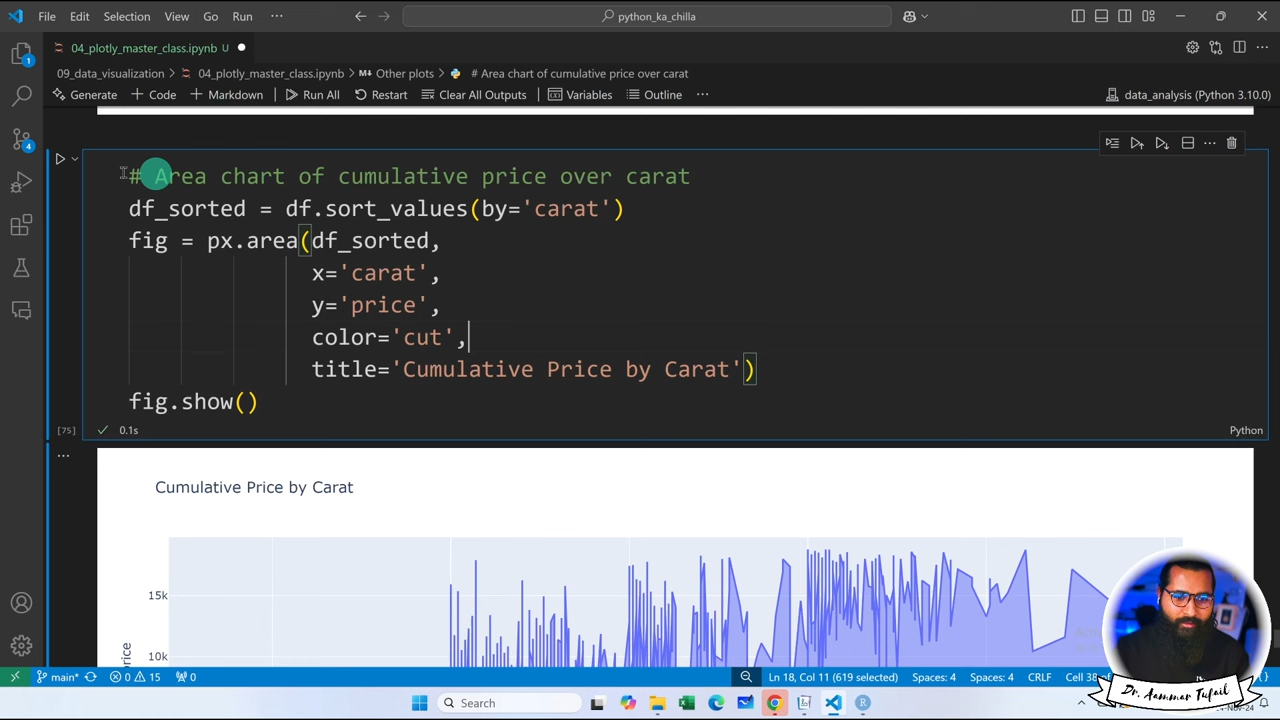 File Edit Selection View Go Run ···
python_ka_chilla
04_plotly_master_class.ipynb U
09_data_visualization > 04_plotly_master_class.ipynb > M Other plots > # Area chart of cumulative price over carat
Generate + Code + Markdown Run All Restart Clear All Outputs Variables Outline ···
data_analysis (Python 3.10.0)
# Area chart of cumulative price over carat
df_sorted = df.sort_values(by='carat')
fig = px.area(df_sorted,
x='carat',
y='price',
color='cut',
title='Cumulative Price by Carat')
fig.show()
[75] 0.1s Python
Cumulative Price by Carat
15k
10k
price
main* 0 15 0
Ln 18, Col 11 (619 selected) Spaces: 4 Spaces: 4 CRLF
Search
Dr. Aammar Tufail